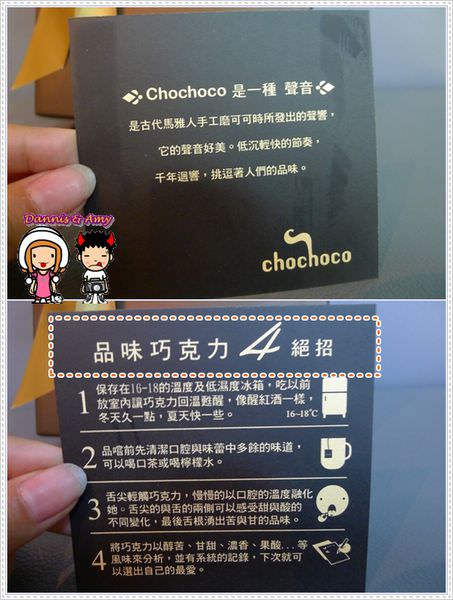 Chochoco 是一種 聲音
是古代馬雅人手工磨可可時所發出的聲響，
它的聲音好美。低沉輕快的節奏，
千年迴響，挑逗著人們的品味。
Dannis & Amy
chochoco
品味巧克力 4 絕招
1 保存在16-18的溫度及低濕度冰箱，吃以前
放室內讓巧克力回溫甦醒，像醒紅酒一樣，
冬天久一點，夏天快一些。
16~18°C
2 品嚐前先清潔口腔與味蕾中多餘的味道，
可以喝口茶或喝檸檬水。
3 舌尖輕觸巧克力，慢慢的以口腔的溫度融化
她。舌尖的與舌的兩側可以感受甜與酸的
不同變化，最後舌根湧出苦與甘的品味。
4 將巧克力以醇苦、甘甜、濃香、果酸...等
風味來分析，並有系統的記錄，下次就可
以選出自己的最愛。